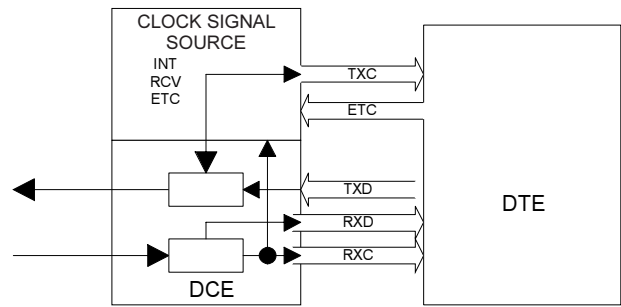 CLOCK SIGNAL
SOURCE
INT
RCV
ETC
TXC
ETC
TXD
RXD
RXC
DCE
DTE